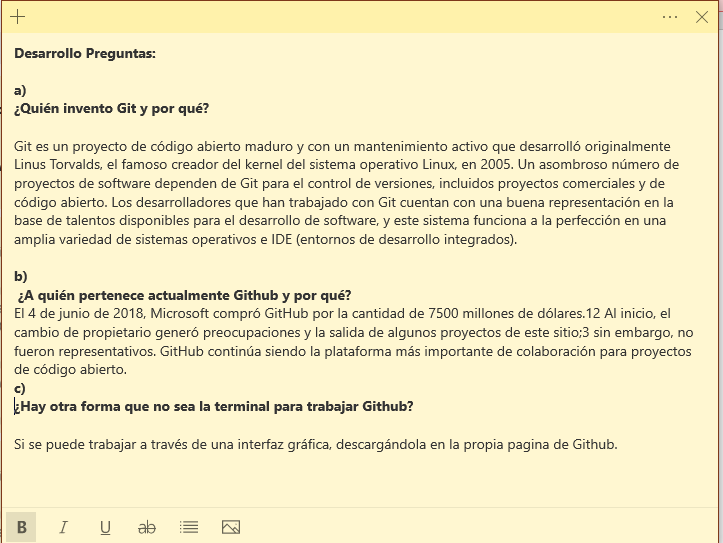 Desarrollo Preguntas:
a)
¿Quién invento Git y por qué?
Git es un proyecto de código abierto maduro y con un mantenimiento activo que desarrolló originalmente
Linus Torvalds, el famoso creador del kernel del sistema operativo Linux, en 2005. Un asombroso número de
proyectos de software dependen de Git para el control de versiones, incluidos proyectos comerciales y de
código abierto. Los desarrolladores que han trabajado con Git cuentan con una buena representación en la
base de talentos disponibles para el desarrollo de software, y este sistema funciona a la perfección en una
amplia variedad de sistemas operativos e IDE (entornos de desarrollo integrados).
b)
¿A quién pertenece actualmente Github y por qué?
El 4 de junio de 2018, Microsoft compró GitHub por la cantidad de 7500 millones de dólares.12 Al inicio, el
cambio de propietario generó preocupaciones y la salida de algunos proyectos de este sitio;3 sin embargo, no
fueron representativos. GitHub continúa siendo la plataforma más importante de colaboración para proyectos
de código abierto.
c)
¿Hay otra forma que no sea la terminal para trabajar Github?
Si se puede trabajar a través de una interfaz gráfica, descargándola en la propia pagina de Github.
B I U ab